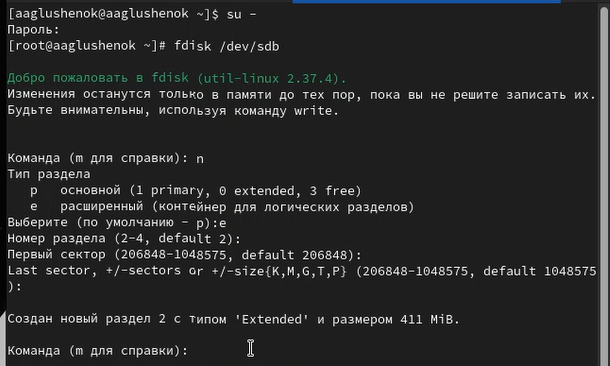 [aaglushenok@aaglushenok ~]$ su -
Пароль:
[root@aaglushenok ~]# fdisk /dev/sdb
Добро пожаловать в fdisk (util-linux 2.37.4).
Изменения останутся только в памяти до тех пор, пока вы не решите записать их.
Будьте внимательны, используя команду write.
Команда (m для справки): n
Тип раздела
p   основной (1 primary, 0 extended, 3 free)
e   расширенный (контейнер для логических разделов)
Выберите (по умолчанию - p):e
Номер раздела (2-4, default 2):
Первый сектор (206848-1048575, default 206848):
Last sector, +/-sectors or +/-size{K,M,G,T,P} (206848-1048575, default 1048575
):
Создан новый раздел 2 с типом 'Extended' и размером 411 MiB.
Команда (m для справки):